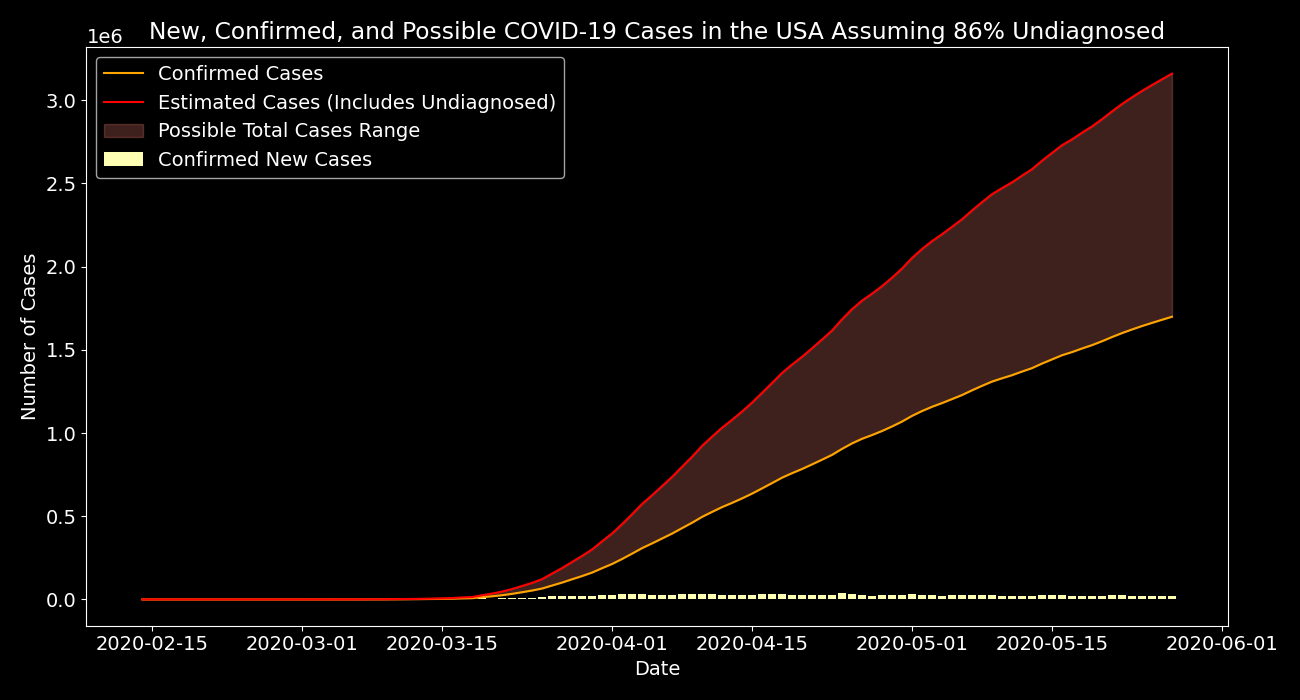 New, Confirmed, and Possible COVID-19 Cases in the USA Assuming 86% Undiagnosed
1e6
Confirmed Cases
Estimated Cases (Includes Undiagnosed)
Possible Total Cases Range
Confirmed New Cases
Number of Cases
3.0
2.5
2.0
1.5
1.0
0.5
0.0
2020-02-15 2020-03-01 2020-03-15 2020-04-01 2020-04-15 2020-05-01 2020-05-15 2020-06-01
Date